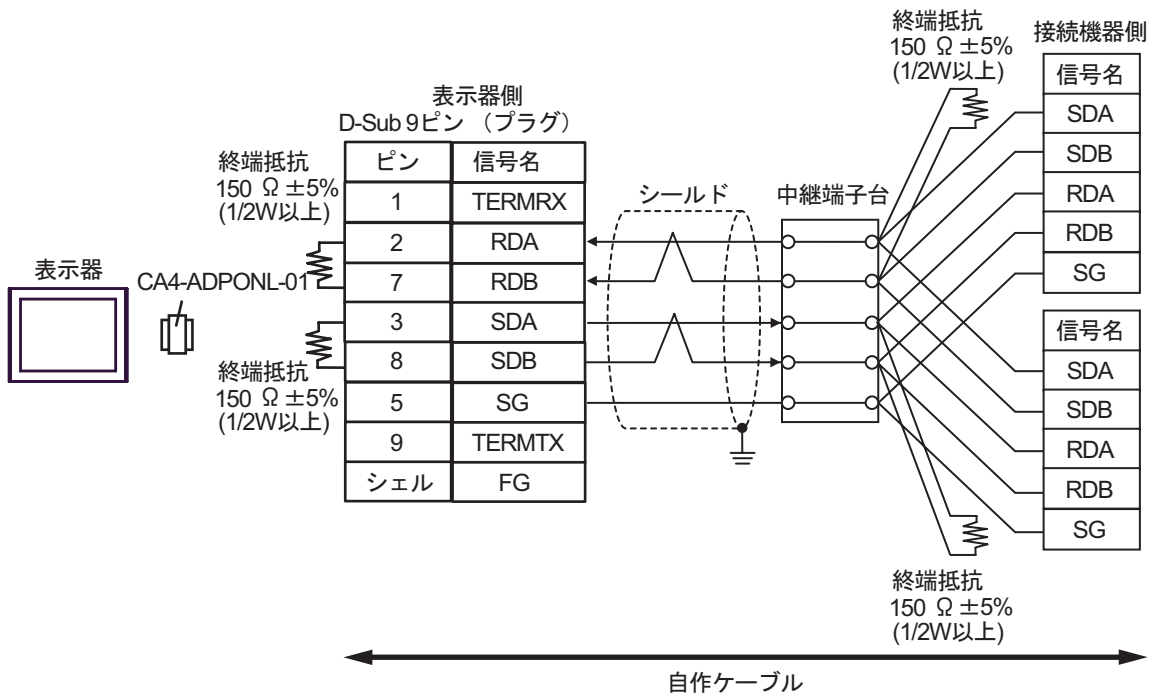 終端抵抗
150 Ω ±5%
(1/2W以上)
接続機器側
表示器側
D-Sub 9ピン （プラグ）
終端抵抗
150 Ω ±5%
(1/2W以上)
ピン 信号名
1 TERMRX
2 RDA
7 RDB
3 SDA
8 SDB
5 SG
9 TERMTX
シェル FG
表示器
CA4-ADPONL-01
終端抵抗
150 Ω ±5%
(1/2W以上)
シールド
中継端子台
信号名
SDA
SDB
RDA
RDB
SG
信号名
SDA
SDB
RDA
RDB
SG
終端抵抗
150 Ω ±5%
(1/2W以上)
自作ケーブル